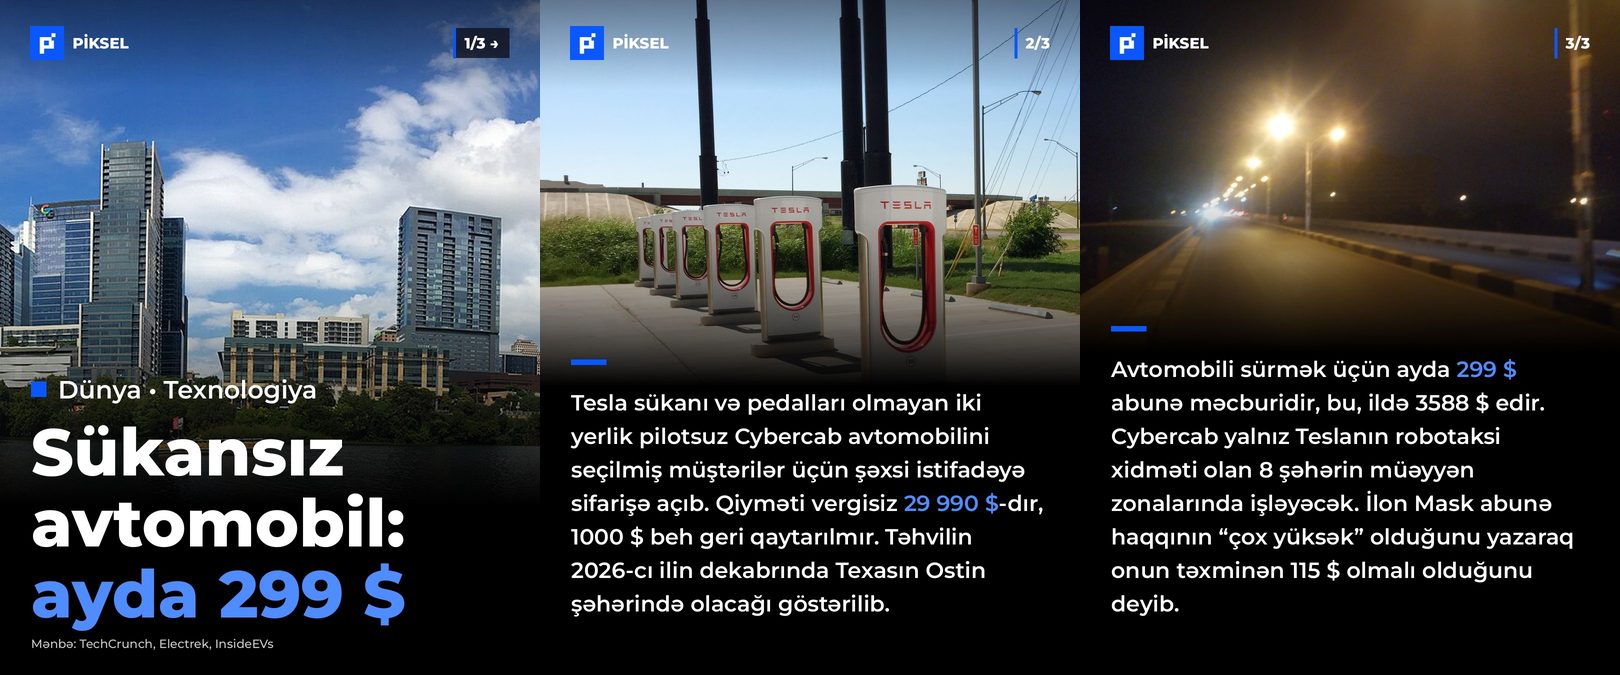 PİKSEL
1/3 →
Dünya • Texnologiya
Sükansız
avtomobil:
ayda 299 $
Mənbə: TechCrunch, Electrek, InsideEVs
PİKSEL
2/3
TESLA
TESLA
TESLA
TESLA
Tesla sükanı və pedalları olmayan iki
yerlik pilotsuz Cybercab avtomobilini
seçilmiş müştərilər üçün şəxsi istifadəyə
sifarişə açıb. Qiyməti vergisiz 29 990 $-dır,
1000 $ beh geri qaytarılmır. Təhvilin
2026-cı ilin dekabrında Texasın Ostin
şəhərində olacağı göstərilib.
PİKSEL
3/3
Avtomobili sürmək üçün ayda 299 $
abunə məcburidir, bu, ildə 3588 $ edir.
Cybercab yalnız Teslanın robotaksi
xidməti olan 8 şəhərin müəyyən
zonalarında işləyəcək. İlon Mask abunə
haqqının “çox yüksək” olduğunu yazaraq
onun təxminən 115 $ olmalı olduğunu
deyib.